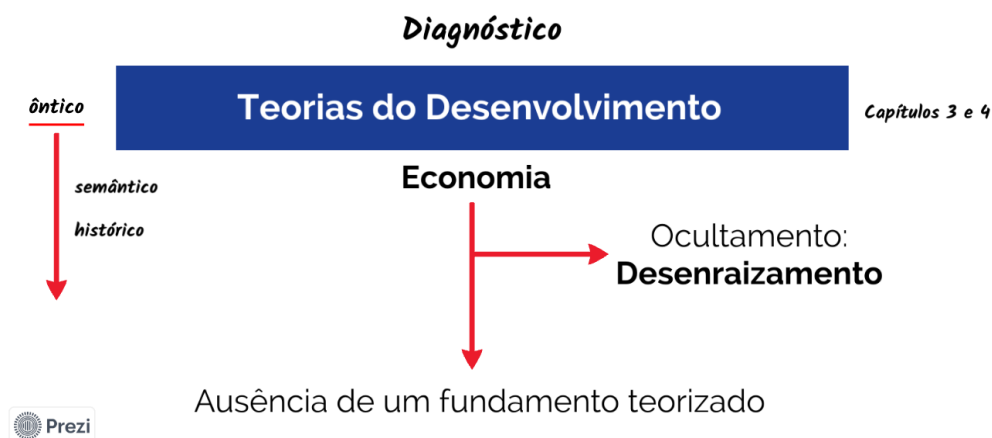 Diagnóstico
ôntico
Teorias do Desenvolvimento
Capítulos 3 e 4
Economia
semântico
histórico
Ocultamento:
Desenraizamento
Ausência de um fundamento teorizado
Prezi